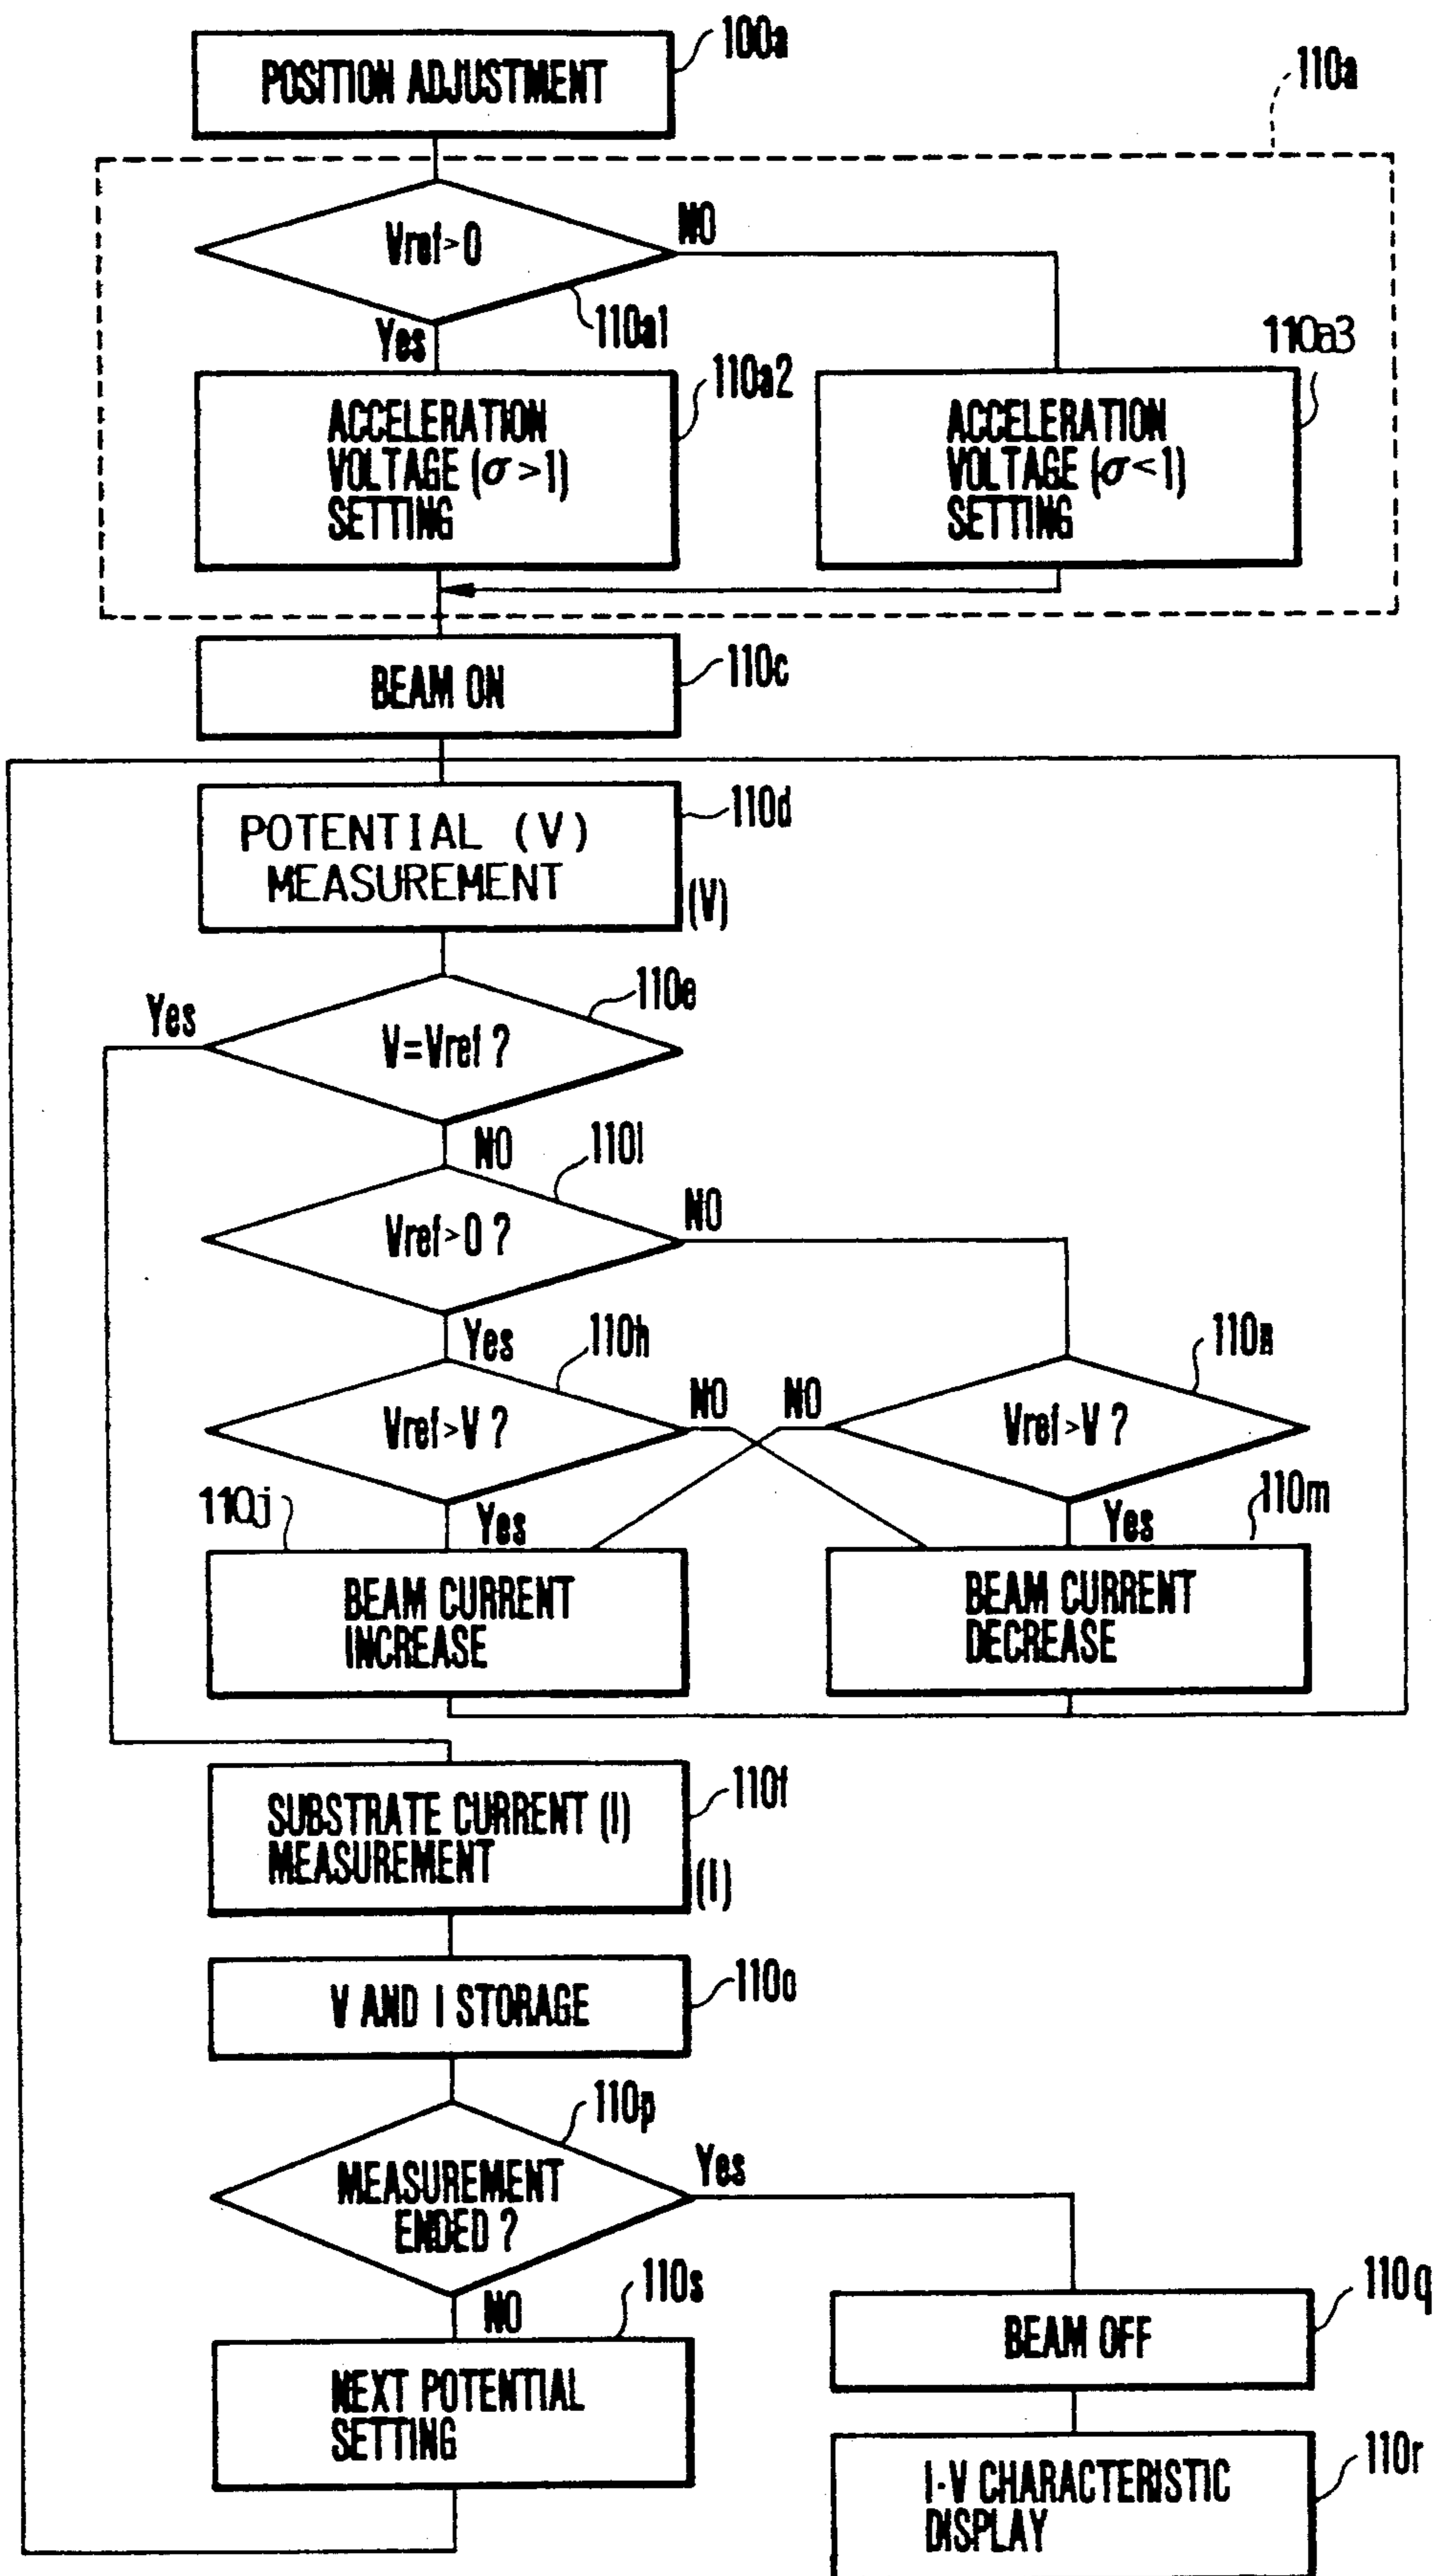 100a
POSITION ADJUSTMENT
110a
Vref>0
NO
110a1
Yes
110a2
110a3
ACCELERATION
VOLTAGE (σ>1)
SETTING
ACCELERATION
VOLTAGE (σ<1)
SETTING
110c
BEAM ON
110d
POTENTIAL (V)
MEASUREMENT
(V)
110e
Yes
V=Vref ?
NO
110l
Vref>0 ?
NO
Yes
110h
110n
Vref>V ?
NO
NO
Vref>V ?
110j
Yes
Yes
110m
BEAM CURRENT
INCREASE
BEAM CURRENT
DECREASE
110f
SUBSTRATE CURRENT (I)
MEASUREMENT
(I)
110o
V AND I STORAGE
110p
Yes
MEASUREMENT
ENDED ?
110s
NO
110q
BEAM OFF
NEXT POTENTIAL
SETTING
110r
I-V CHARACTERISTIC
DISPLAY